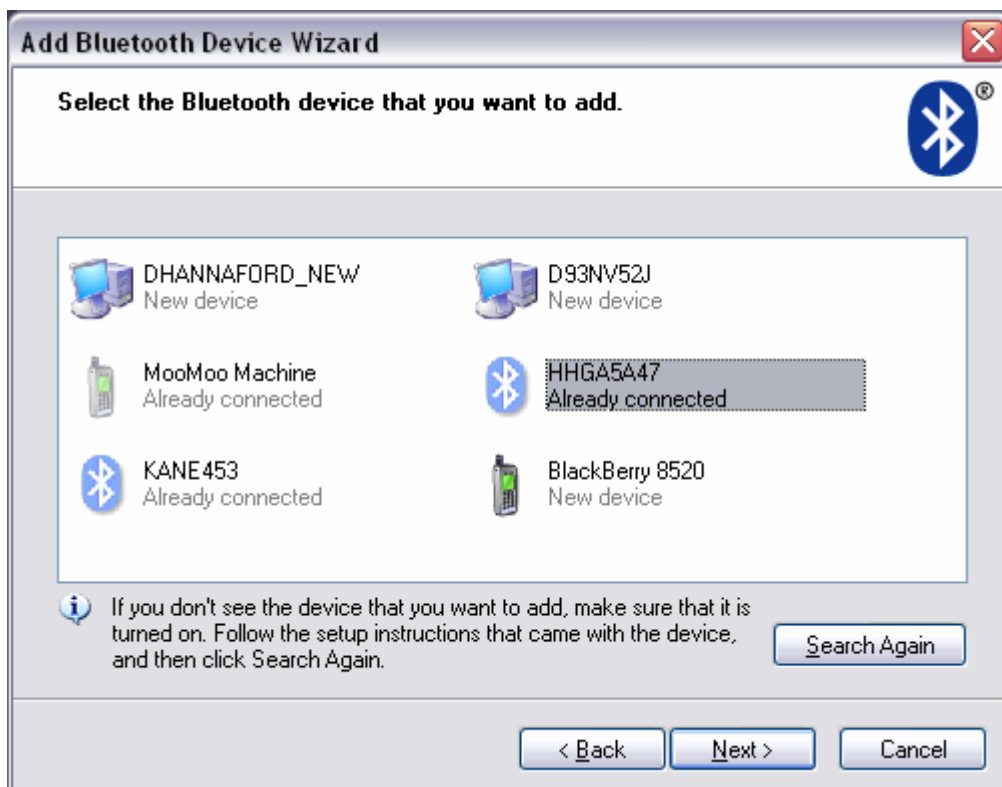 Add Bluetooth Device Wizard
Select the Bluetooth device that you want to add.
®
DHANNAFORD_NEW
New device
D93NV52J
New device
MooMoo Machine
Already connected
HHGA5A47
Already connected
KANE453
Already connected
BlackBerry 8520
New device
If you don't see the device that you want to add, make sure that it is
turned on. Follow the setup instructions that came with the device,
and then click Search Again.
Search Again
< Back
Next >
Cancel